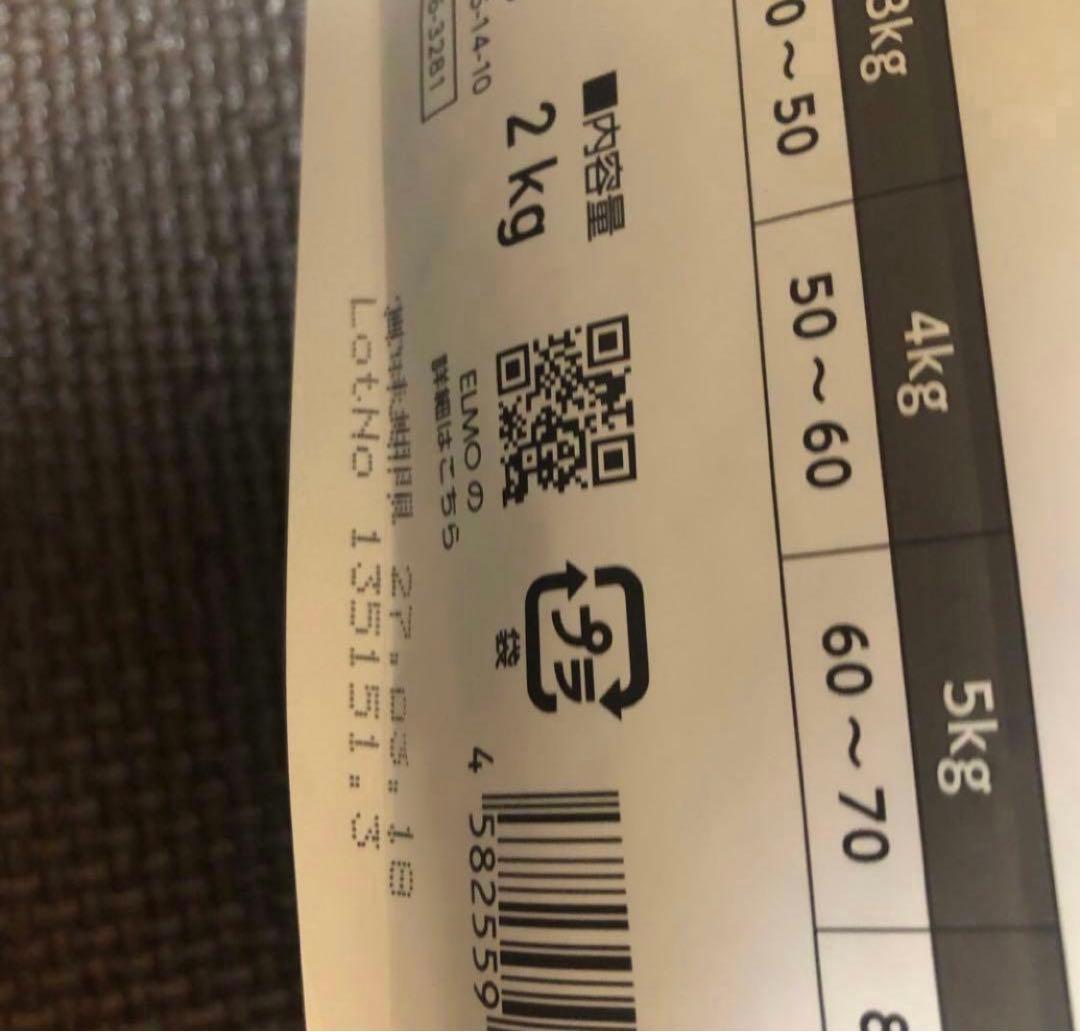 3kg
4kg
5kg
0～50
50～60
60～70
8
■内容量
2kg
プラ
袋
ELMOの
詳細はこちら
-14-10
-3281
賞味期限 27.03.18
Lot.No 135151.3
4 582559